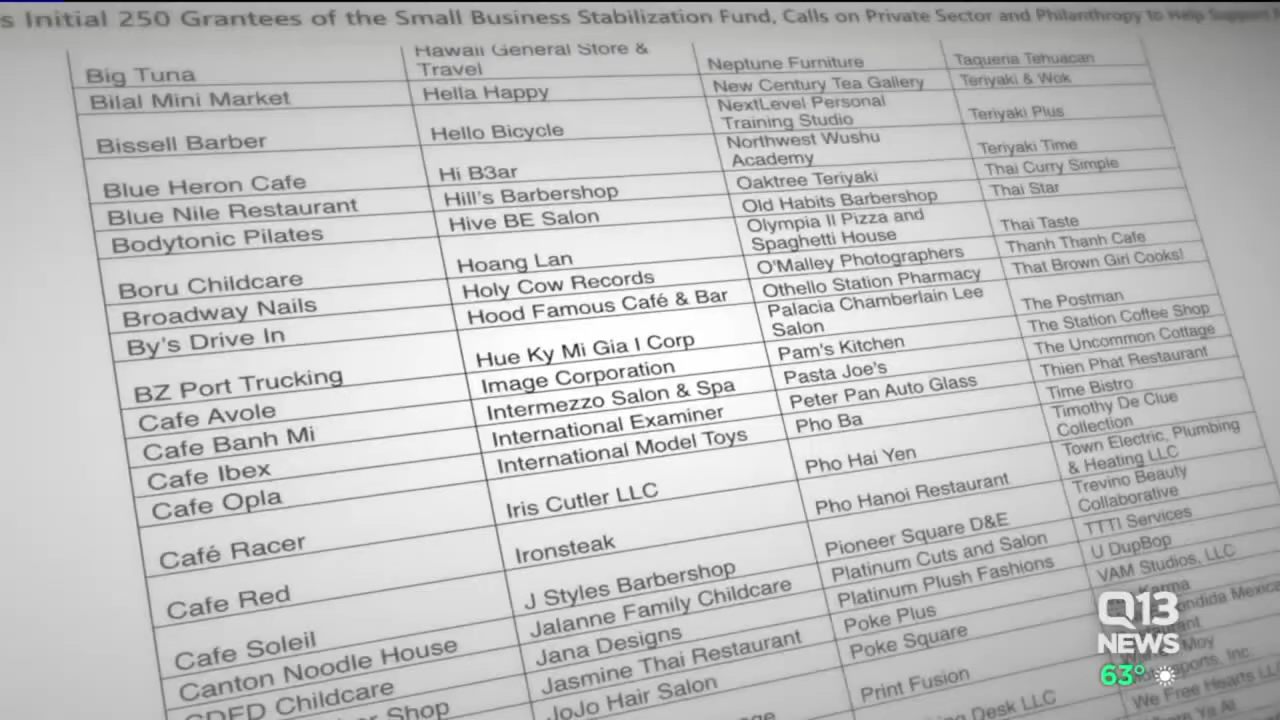 s Initial 250 Grantees of the Small Business Stabilization Fund, Calls on Private Sector and Philanthropy to Help Support
Big Tuna
Bilal Mini Market
Bissell Barber
Blue Heron Cafe
Blue Nile Restaurant
Bodytonic Pilates
Boru Childcare
Broadway Nails
By's Drive In
BZ Port Trucking
Cafe Avole
Cafe Banh Mi
Cafe Ibex
Cafe Opla
Café Racer
Cafe Red
Cafe Soleil
Canton Noodle House
CDED Childcare
Shop
Hawaii General Store &
Travel
Hella Happy
Hello Bicycle
Hi B3ar
Hill's Barbershop
Hive BE Salon
Hoang Lan
Holy Cow Records
Hood Famous Café & Bar
Hue Ky Mi Gia I Corp
Image Corporation
Intermezzo Salon & Spa
International Examiner
International Model Toys
Iris Cutler LLC
Ironsteak
J Styles Barbershop
Jalanne Family Childcare
Jana Designs
Jasmine Thai Restaurant
JoJo Hair Salon
Neptune Furniture
New Century Tea Gallery
NextLevel Personal
Training Studio
Northwest Wushu
Academy
Oaktree Teriyaki
Old Habits Barbershop
Olympia II Pizza and
Spaghetti House
O'Malley Photographers
Othello Station Pharmacy
Palacia Chamberlain Lee
Salon
Pam's Kitchen
Pasta Joe's
Peter Pan Auto Glass
Pho Ba
Pho Hai Yen
Pho Hanoi Restaurant
Pioneer Square D&E
Platinum Cuts and Salon
Platinum Plush Fashions
Poke Plus
Poke Square
Print Fusion
Desk LLC
Taqueria Tehuacan
Teriyaki & Wok
Teriyaki Plus
Teriyaki Time
Thai Curry Simple
Thai Star
Thai Taste
Thanh Thanh Cafe
That Brown Girl Cooks!
The Postman
The Station Coffee Shop
The Uncommon Cottage
Thien Phat Restaurant
Time Bistro
Timothy De Clue
Collection
Town Electric, Plumbing
& Heating LLC
Trevino Beauty
Collaborative
TTTI Services
U DupBop
VAM Studios, LLC
Karma
Moy
Inc.
We Free Hearts
Q13
NEWS
63°